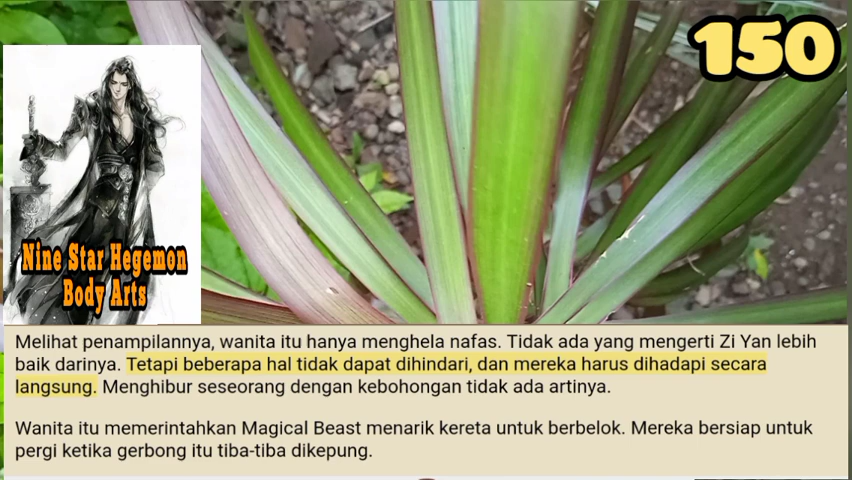 150
Nine Star Hegemon
Body Arts
Melihat penampilannya, wanita itu hanya menghela nafas. Tidak ada yang mengerti Zi Yan lebih
baik darinya. Tetapi beberapa hal tidak dapat dihindari, dan mereka harus dihadapi secara
langsung. Menghibur seseorang dengan kebohongan tidak ada artinya.
Wanita itu memerintahkan Magical Beast menarik kereta untuk berbelok. Mereka bersiap untuk
pergi ketika gerbong itu tiba-tiba dikepung.